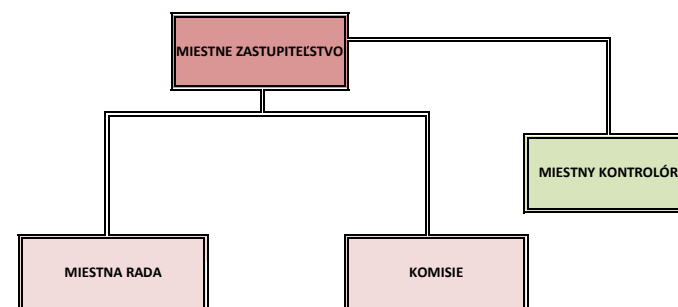 MIESTNE ZASTUPITEĽSTVO
MIESTNY KONTROLÓR
MIESTNA RADA
KOMISIE